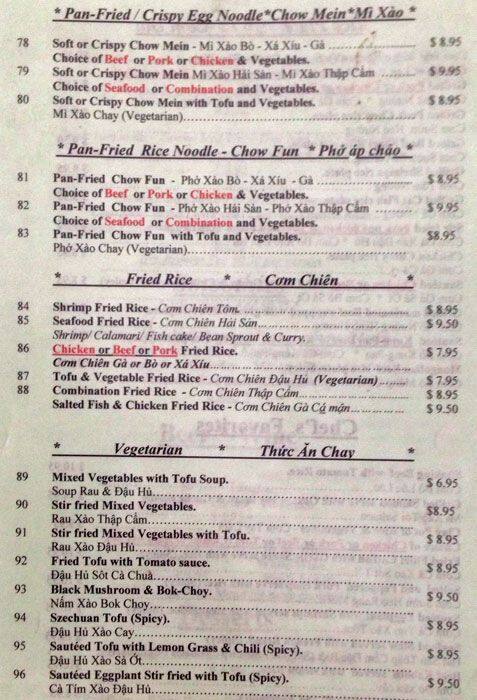 * Pan-Fried / Crispy Egg Noodle*Chow Mein*Mì Xào *
78 Soft or Crispy Chow Mein - Mì Xào Bò - Xá Xíu - Gà $ 8.95
Choice of Beef or Pork or Chicken & Vegetables.
79 Soft or Crispy Chow Mein Mì Xào Hải Sản - Mì Xào Thập Cẩm $ 9.95
Choice of Seafood or Combination and Vegetables.
80 Soft or Crispy Chow Mein with Tofu and Vegetables. $ 8.95
Mì Xào Chay (Vegetarian)
* Pan-Fried Rice Noodle - Chow Fun * Phở áp chảo *
81 Pan-Fried Chow Fun - Phở Xào Bò - Xá Xíu - Gà $ 8.95
Choice of Beef or Pork or Chicken & Vegetables.
82 Pan-Fried Chow Fun - Phở Xào Hải Sản - Phở Xào Thập Cẩm $ 9.95
Choice of Seafood or Combination and Vegetables.
83 Pan-Fried Chow Fun with Tofu and Vegetables. $8.95
Phở Xào Chay (Vegetarian)
* Fried Rice * Cơm Chiên *
84 Shrimp Fried Rice - Cơm Chiên Tôm $ 8.95
85 Seafood Fried Rice - Cơm Chiên Hải Sản $ 9.50
Shrimp/ Calamari/ Fish cake/ Bean Sprout & Curry.
86 Chicken or Beef or Pork Fried Rice. $ 7.95
Cơm Chiên Gà or Bò or Xá Xíu
87 Tofu & Vegetable Fried Rice - Cơm Chiên Đậu Hủ (Vegetarian) $ 7.95
88 Combination Fried Rice - Cơm Chiên Thập Cẩm $ 8.95
Salted Fish & Chicken Fried Rice - Cơm Chiên Gà Cá mặn $ 9.50
* Vegetarian * Thức Ăn Chay *
89 Mixed Vegetables with Tofu Soup. $ 6.95
Soup Rau & Đậu Hủ
90 Stir fried Mixed Vegetables. $8.95
Rau Xào Thập Cẩm
91 Stir fried Mixed Vegetables with Tofu. $ 8.95
Rau Xào Đậu Hủ
92 Fried Tofu with Tomato sauce. $ 8.95
Đậu Hủ Sôt Cà Chuà
93 Black Mushroom & Bok-Choy. $ 9.50
Nấm Xào Bok Choy
94 Szechuan Tofu (Spicy). $ 8.95
Đậu Hủ Xào Cay
95 Sautéed Tofu with Lemon Grass & Chili (Spicy). $ 8.95
Đậu Hủ Xào Sả Ớt
96 Sautéed Eggplant Stir fried with Tofu (Spicy). $ 9.50
Cà Tím Xào Đậu Hủ